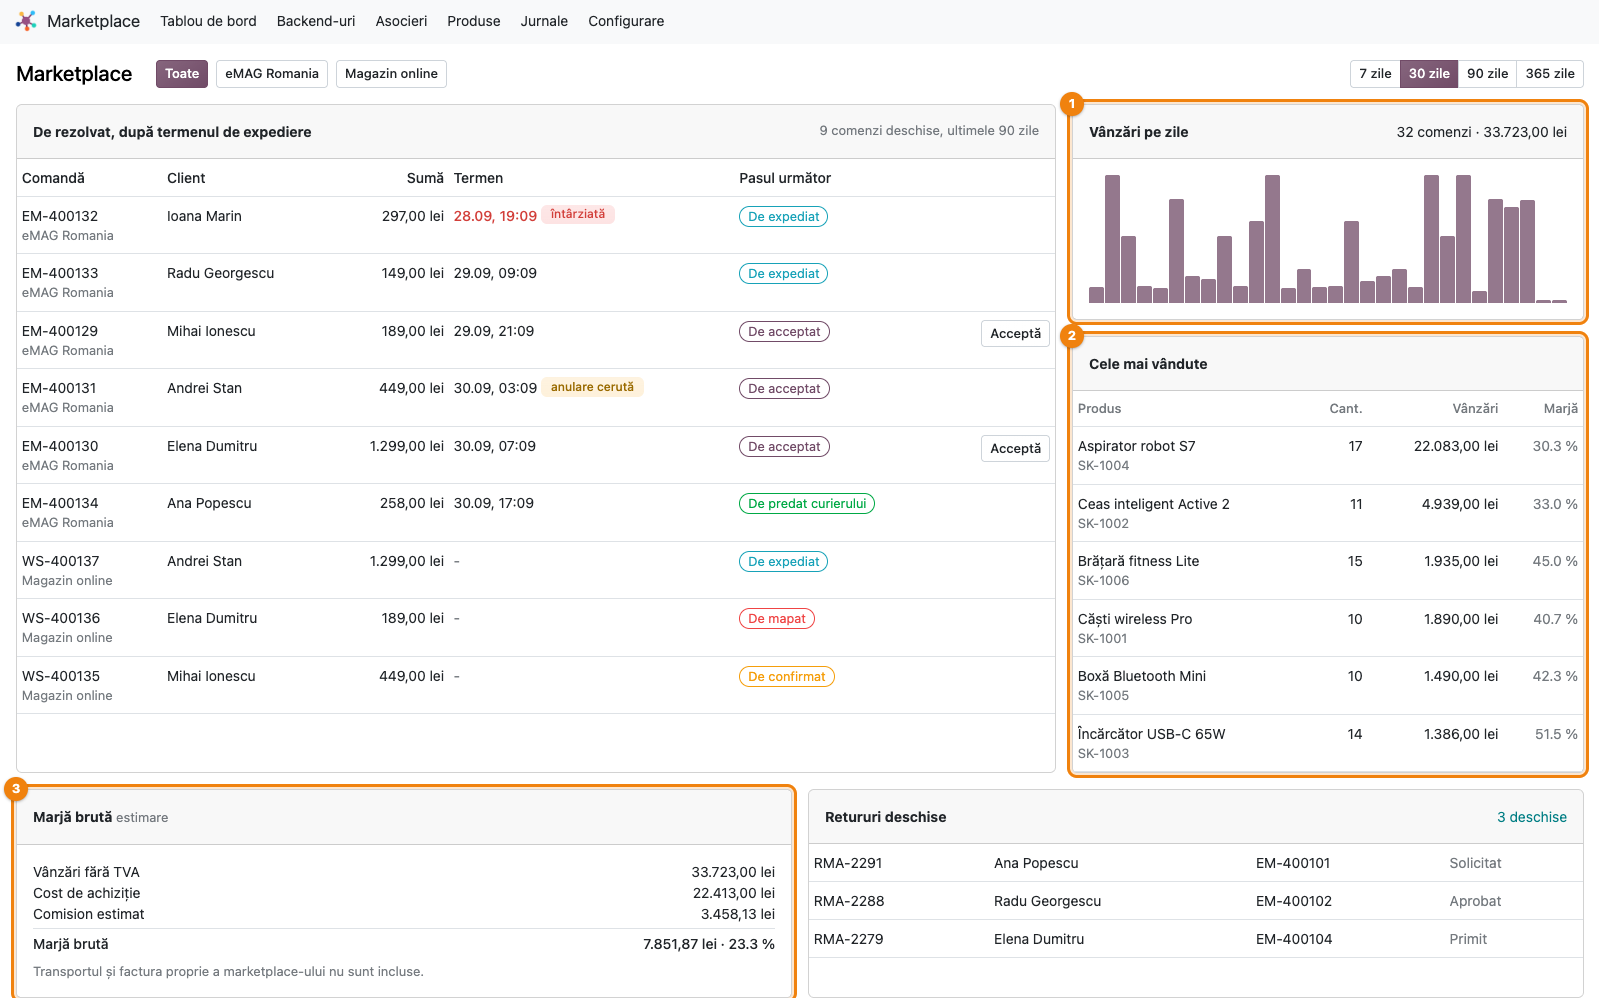 Marketplace Tablou de bord Backend-uri Asocieri Produse Jurnale Configurare
Marketplace Toate eMAG Romania Magazin online 7 zile 30 zile 90 zile 365 zile
De rezolvat, după termenul de expediere 9 comenzi deschise, ultimele 90 zile
Comandă Client Sumă Termen Pasul următor
EM-400132 Ioana Marin 297,00 lei 28.09, 19:09 întârziată De expediat
eMAG Romania
EM-400133 Radu Georgescu 149,00 lei 29.09, 09:09 De expediat
eMAG Romania
EM-400129 Mihai Ionescu 189,00 lei 29.09, 21:09 De acceptat Acceptă
eMAG Romania
EM-400131 Andrei Stan 449,00 lei 30.09, 03:09 anulare cerută De acceptat
eMAG Romania
EM-400130 Elena Dumitru 1.299,00 lei 30.09, 07:09 De acceptat Acceptă
eMAG Romania
EM-400134 Ana Popescu 258,00 lei 30.09, 17:09 De predat curierului
eMAG Romania
WS-400137 Andrei Stan 1.299,00 lei - De expediat
Magazin online
WS-400136 Elena Dumitru 189,00 lei - De mapat
Magazin online
WS-400135 Mihai Ionescu 449,00 lei - De confirmat
Magazin online
1
Vânzări pe zile 32 comenzi · 33.723,00 lei
2
Cele mai vândute
Produs Cant. Vânzări Marjă
Aspirator robot S7 17 22.083,00 lei 30.3 %
SK-1004
Ceas inteligent Active 2 11 4.939,00 lei 33.0 %
SK-1002
Brățară fitness Lite 15 1.935,00 lei 45.0 %
SK-1006
Căști wireless Pro 10 1.890,00 lei 40.7 %
SK-1001
Boxă Bluetooth Mini 10 1.490,00 lei 42.3 %
SK-1005
Încărcător USB-C 65W 14 1.386,00 lei 51.5 %
SK-1003
3
Marjă brută estimare
Vânzări fără TVA 33.723,00 lei
Cost de achiziție 22.413,00 lei
Comision estimat 3.458,13 lei
Marjă brută 7.851,87 lei · 23.3 %
Transportul și factura proprie a marketplace-ului nu sunt incluse.
Retururi deschise 3 deschise
RMA-2291 Ana Popescu EM-400101 Solicitat
RMA-2288 Radu Georgescu EM-400102 Aprobat
RMA-2279 Elena Dumitru EM-400104 Primit